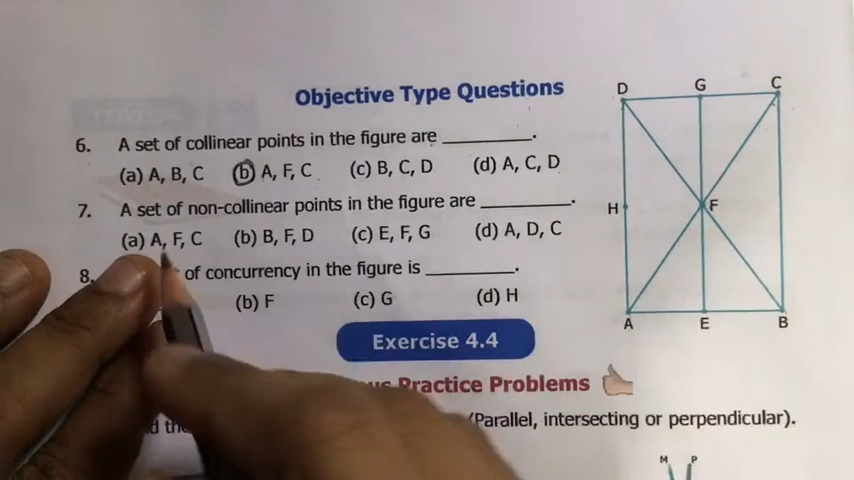 Objective Type Questions
6. A set of collinear points in the figure are ________.
(a) A, B, C (b) A, F, C (c) B, C, D (d) A, C, D
7. A set of non-collinear points in the figure are ________.
(a) A, F, C (b) B, F, D (c) E, F, G (d) A, D, C
8. of concurrency in the figure is ________.
(b) F (c) G (d) H
D G C
H F
A E B
Exercise 4.4
Practice Problems
(Parallel, intersecting or perpendicular).
M P